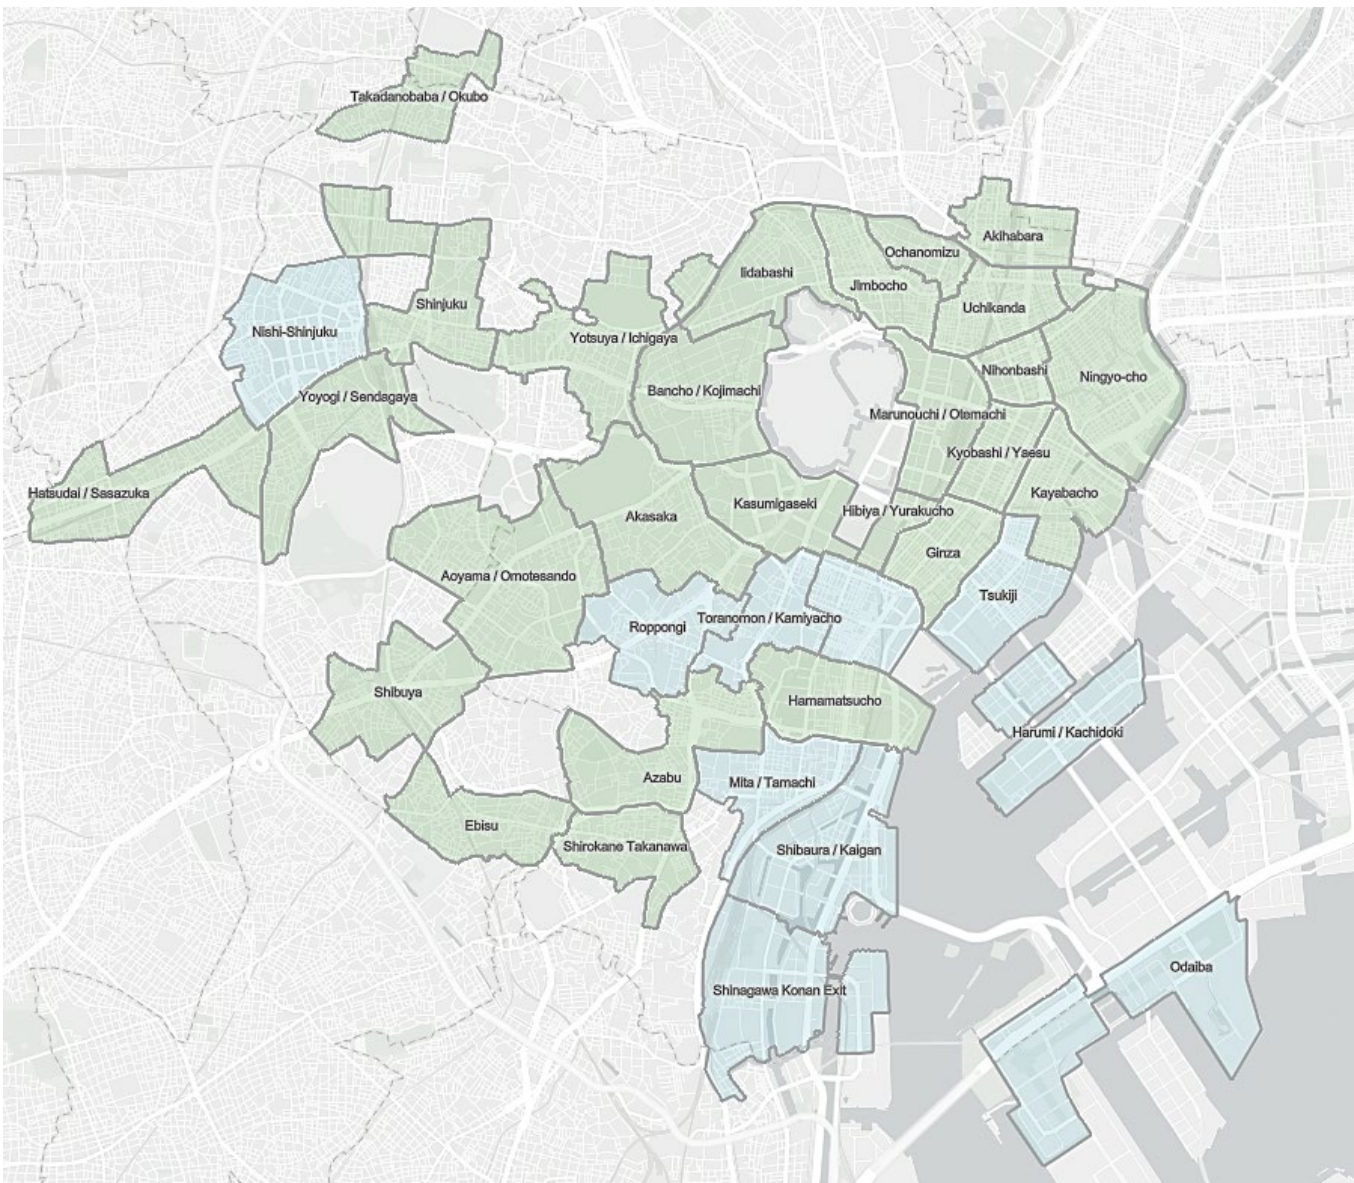 Takadanobaba / Okubo
Akihabara
Ochanomizu
Iidabashi
Jimbocho
Shinjuku
Uchikanda
Nishi-Shinjuku
Yotsuya / Ichigaya
Nihonbashi
Ningyo-cho
Bancho / Kojimachi
Yoyogi / Sendagaya
Marunouchi / Otemachi
Kyobashi / Yaesu
Hatsudai / Sasazuka
Kayabacho
Kasumigaseki
Hibiya / Yurakucho
Akasaka
Ginza
Aoyama / Omotesando
Tsukiji
Toranomon / Kamiyacho
Roppongi
Shibuya
Hamamatsucho
Harumi / Kachidoki
Azabu
Mita / Tamachi
Ebisu
Shirokane Takanawa
Shibaura / Kaigan
Odaiba
Shinagawa Konan Exit